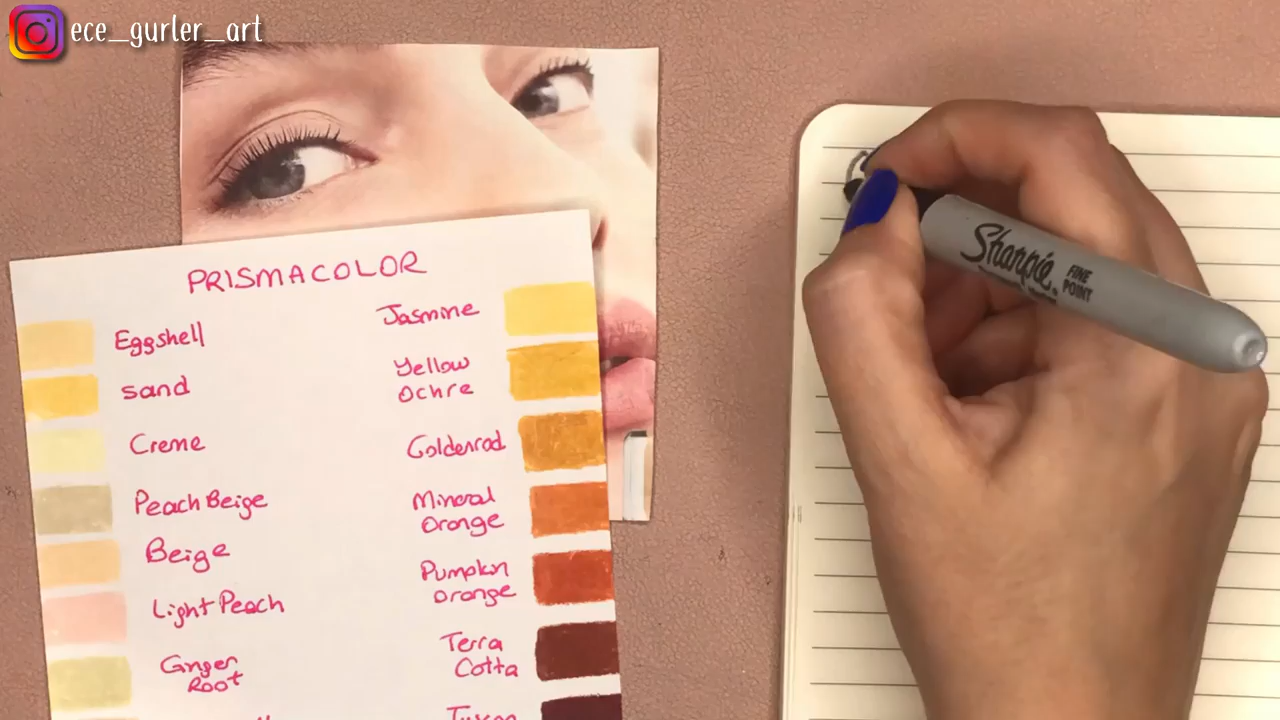 ece_gurler_art
PRISMACOLOR
Eggshell
sand
Creme
Peach Beige
Beige
Light Peach
Gınger
Root
Jasmine
Yellow
Ochre
Goldenrod
Mineral
Orange
Pumpkin
Orange
Terra
Cotta
Sharpie
FINE
POINT